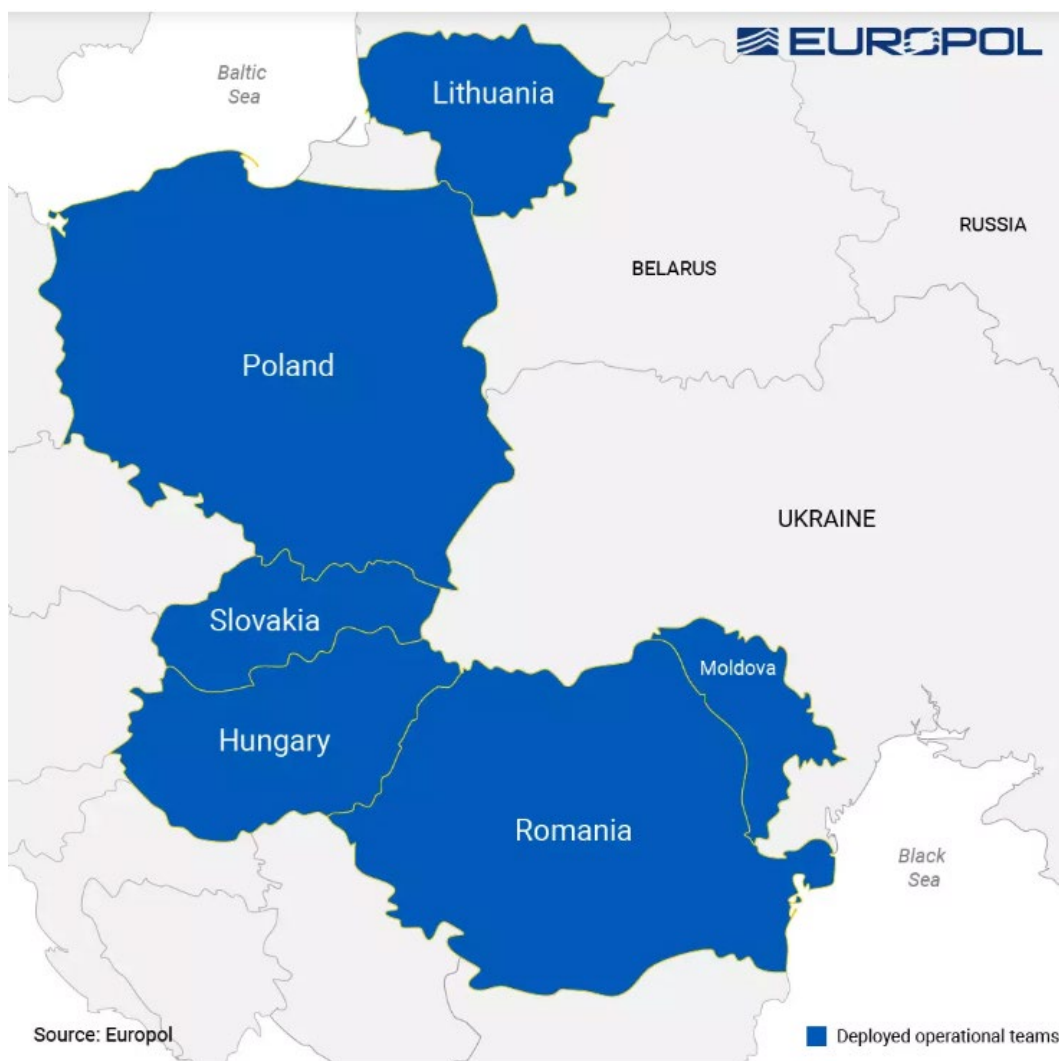 EUROPOL
Baltic
Sea
Lithuania
RUSSIA
BELARUS
Poland
UKRAINE
Slovakia
Moldova
Hungary
Romania
Black
Sea
Source: Europol
Deployed operational teams